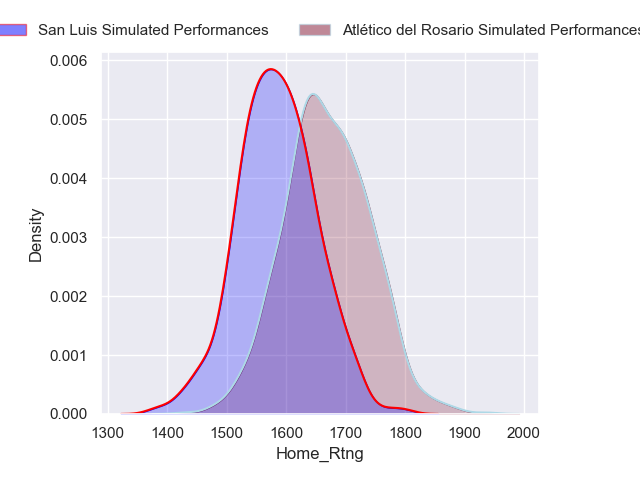 San Luis Simulated Performances Atlético del Rosario Simulated Performances
0.006
0.005
0.004
0.003
0.002
0.001
0.000
Density
1300 1400 1500 1600 1700 1800 1900 2000
Home_Rtng